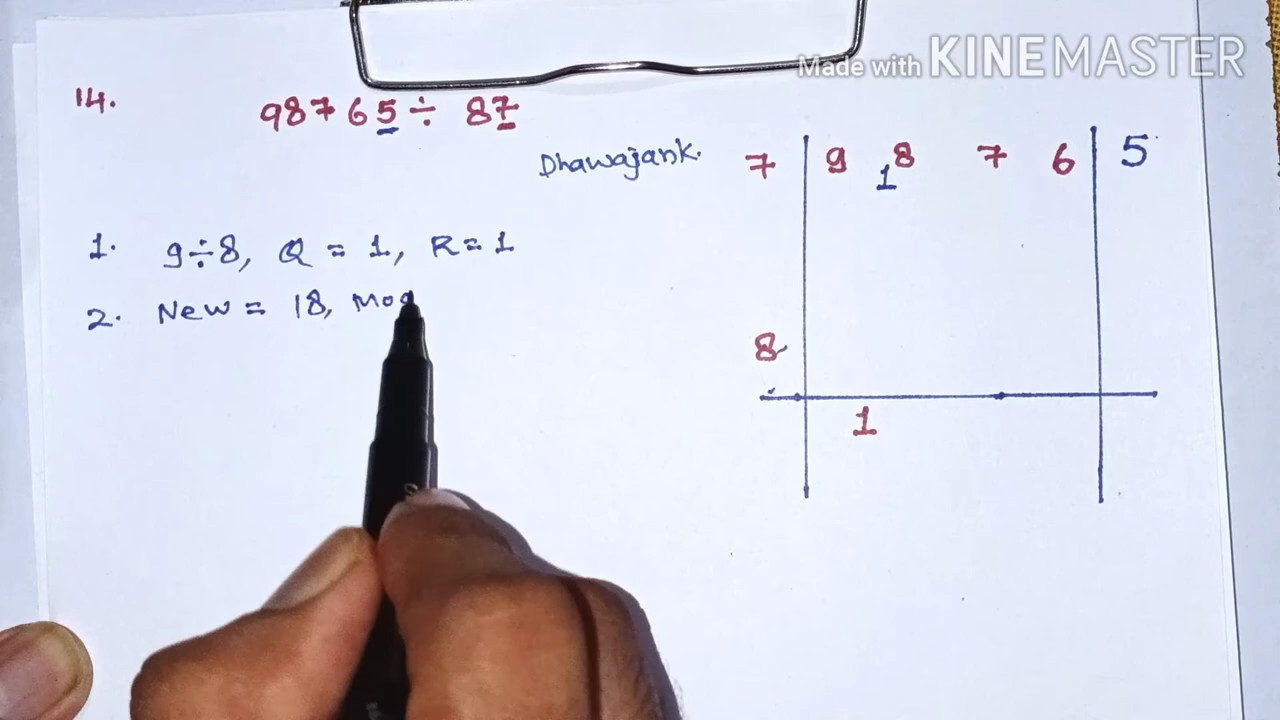 Made with KINEMASTER
14. 98765 ÷ 87
Dhawajank. 7 9 1 8 7 6 5
1. 9÷8, Q = 1, R = 1
2. New = 18, Mod
8
1